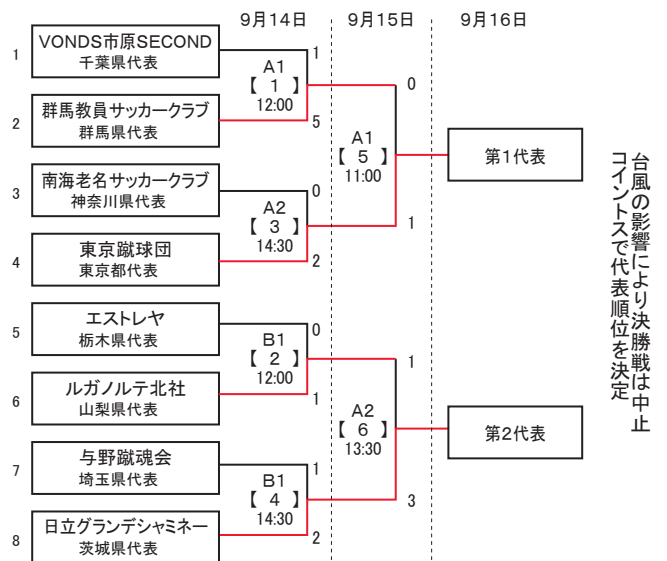 9月14日
9月15日
9月16日
1
VONDS市原SECOND
千葉県代表
1
A1
【 1 】
12:00
2
群馬教員サッカークラブ
群馬県代表
5
0
A1
【 5 】
11:00
第1代表
3
南海老名サッカークラブ
神奈川県代表
0
A2
【 3 】
14:30
4
東京蹴球団
東京都代表
2
1
5
エストレヤ
栃木県代表
0
B1
【 2 】
12:00
6
ルガノルテ北社
山梨県代表
1
1
A2
【 6 】
13:30
第2代表
7
与野蹴魂会
埼玉県代表
1
B1
【 4 】
14:30
8
日立グランデシャミネー
茨城県代表
2
3
台風の影響により決勝戦は中止
コイントスで代表順位を決定